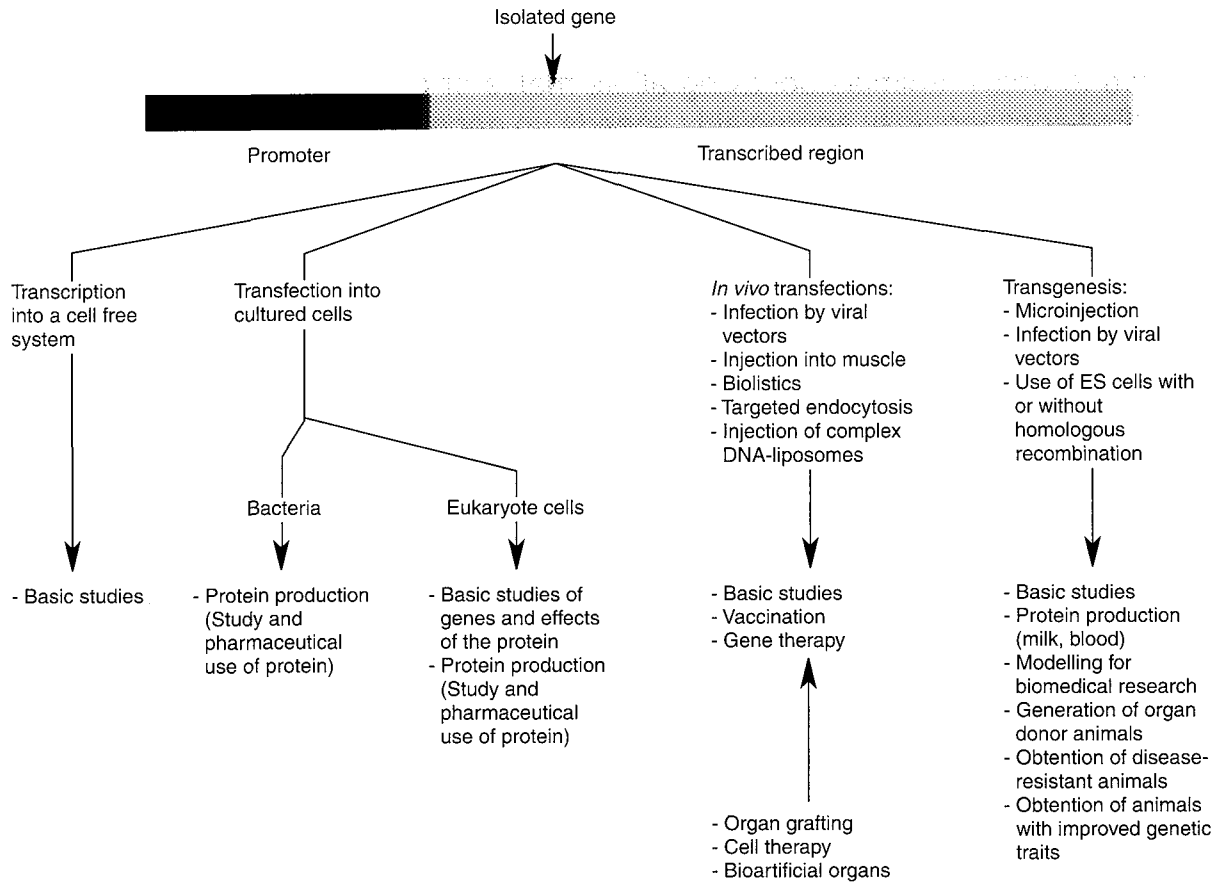 Isolated gene
Promoter
Transcribed region
Transcription
into a cell free
system
- Basic studies
Transfection into
cultured cells
Bacteria
- Protein production
(Study and
pharmaceutical
use of protein)
Eukaryote cells
- Basic studies of
genes and effects
of the protein
- Protein production
(Study and
pharmaceutical
use of protein)
In vivo transfections:
- Infection by viral
vectors
- Injection into muscle
- Biolistics
- Targeted endocytosis
- Injection of complex
DNA-liposomes
- Basic studies
- Vaccination
- Gene therapy
- Organ grafting
- Cell therapy
- Bioartificial organs
Transgenesis:
- Microinjection
- Infection by viral
vectors
- Use of ES cells with
or without
homologous
recombination
- Basic studies
- Protein production
(milk, blood)
- Modelling for
biomedical research
- Generation of organ
donor animals
- Obtention of disease-
resistant animals
- Obtention of animals
with improved genetic
traits